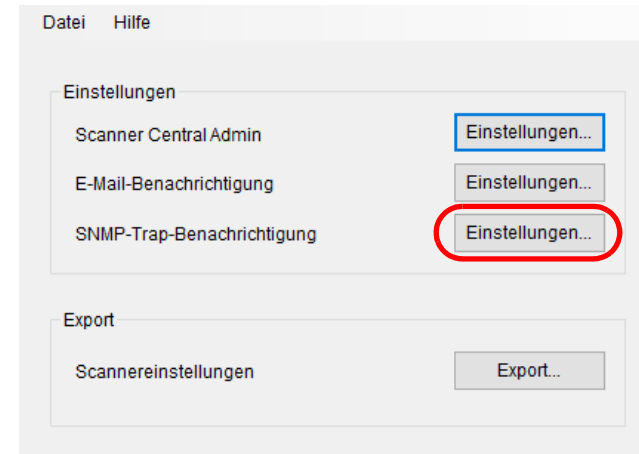 Datei Hilfe
Einstellungen
Scanner Central Admin Einstellungen...
E-Mail-Benachrichtigung Einstellungen...
SNMP-Trap-Benachrichtigung Einstellungen...
Export
Scannereinstellungen Export...